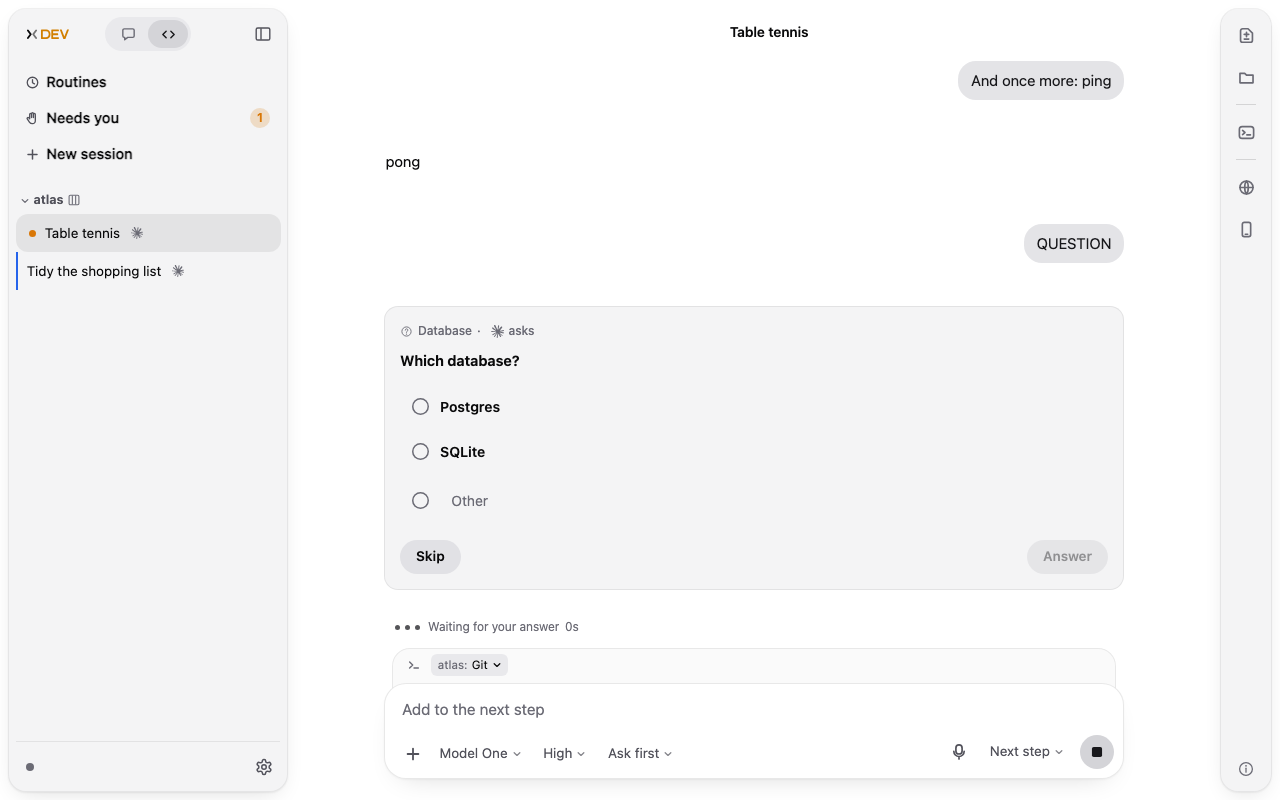 DEV
Routines
Needs you 1
New session
atlas
Table tennis
Tidy the shopping list
Table tennis
And once more: ping
pong
QUESTION
Database · asks
Which database?
Postgres
SQLite
Other
Skip
Answer
Waiting for your answer 0s
atlas: Git
Add to the next step
Model One High Ask first Next step